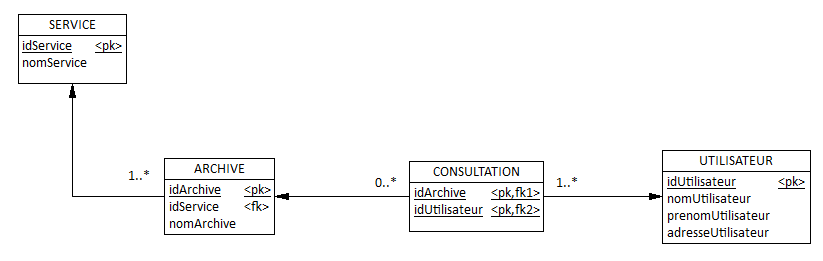 SERVICE
idService <pk>
nomService
1..*
ARCHIVE
idArchive <pk>
idService <fk>
nomArchive
0..*
CONSULTATION
idArchive <pk,fk1>
idUtilisateur <pk,fk2>
1..*
UTILISATEUR
idUtilisateur <pk>
nomUtilisateur
prenomUtilisateur
adresseUtilisateur